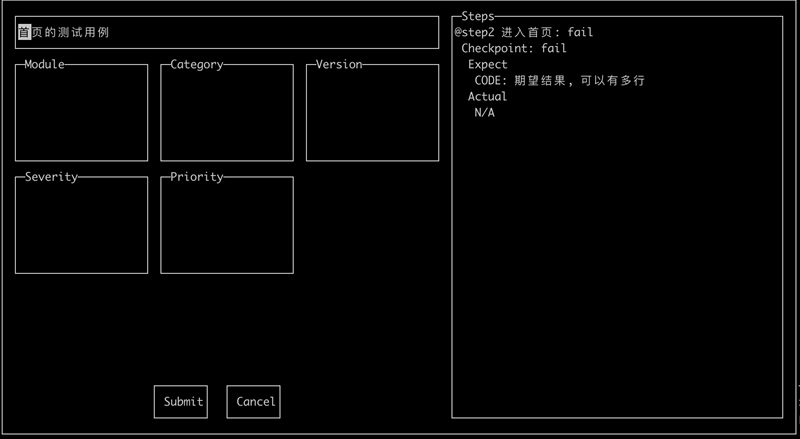 首页的测试用例
Module
Category
Version
Severity
Priority
Submit
Cancel
Steps
@step2 进入首页: fail
Checkpoint: fail
Expect
CODE: 期望结果, 可以有多行
Actual
N/A